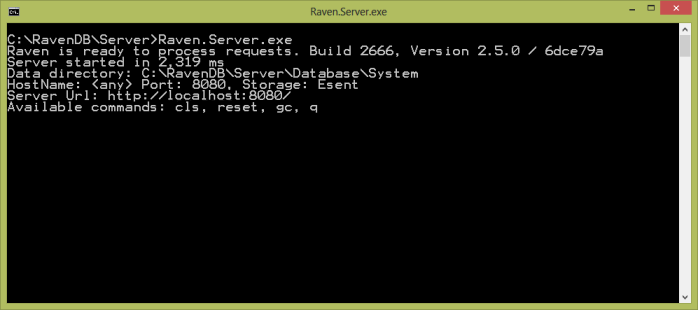 Raven.Server.exe
C:\RavenDB\Server>Raven.Server.exe
Raven is ready to process requests. Build 2666, Version 2.5.0 / 6dce79a
Server started in 2,319 ms
Data directory: C:\RavenDB\Server\Database\System
HostName: <any> Port: 8080, Storage: Esent
Server Url: http://localhost:8080/
Available commands: cls, reset, gc, q